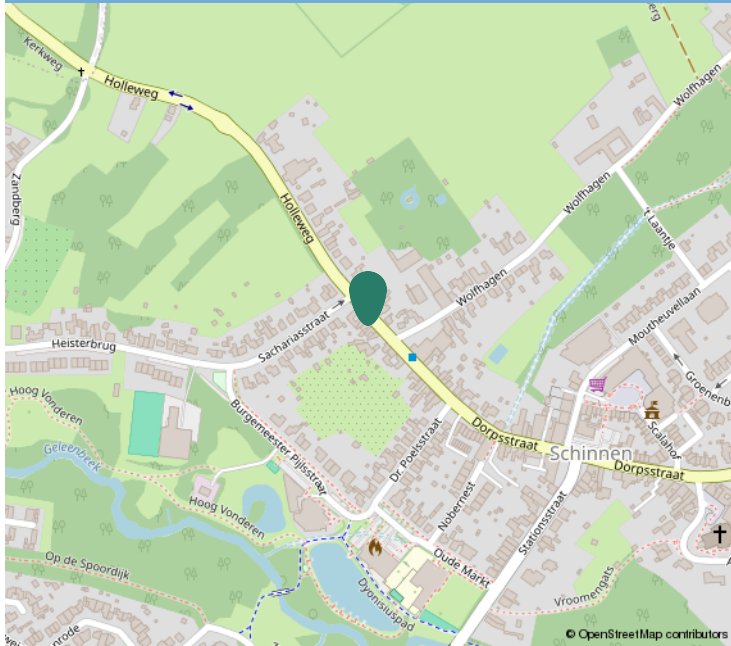 Kerkweg
Holleweg
Wolfhagen
Zandberg
Holleweg
Wolfhagen
't Laantje
Wolfhagen
Moutheuvellaan
Sachariasstraat
Heisterbrug
Hoog Vonderen
Burgemeester Pijlsstraat
Dr. Poelsstraat
Dorpsstraat
Schinnen
Dorpsstraat
Scalahof
Geleenbeek
Hoog Vonderen
Nobernest
Stationsstraat
Oude Markt
Op de Spoordijk
Dyonisiuspad
Vroomengats
© OpenStreetMap contributors